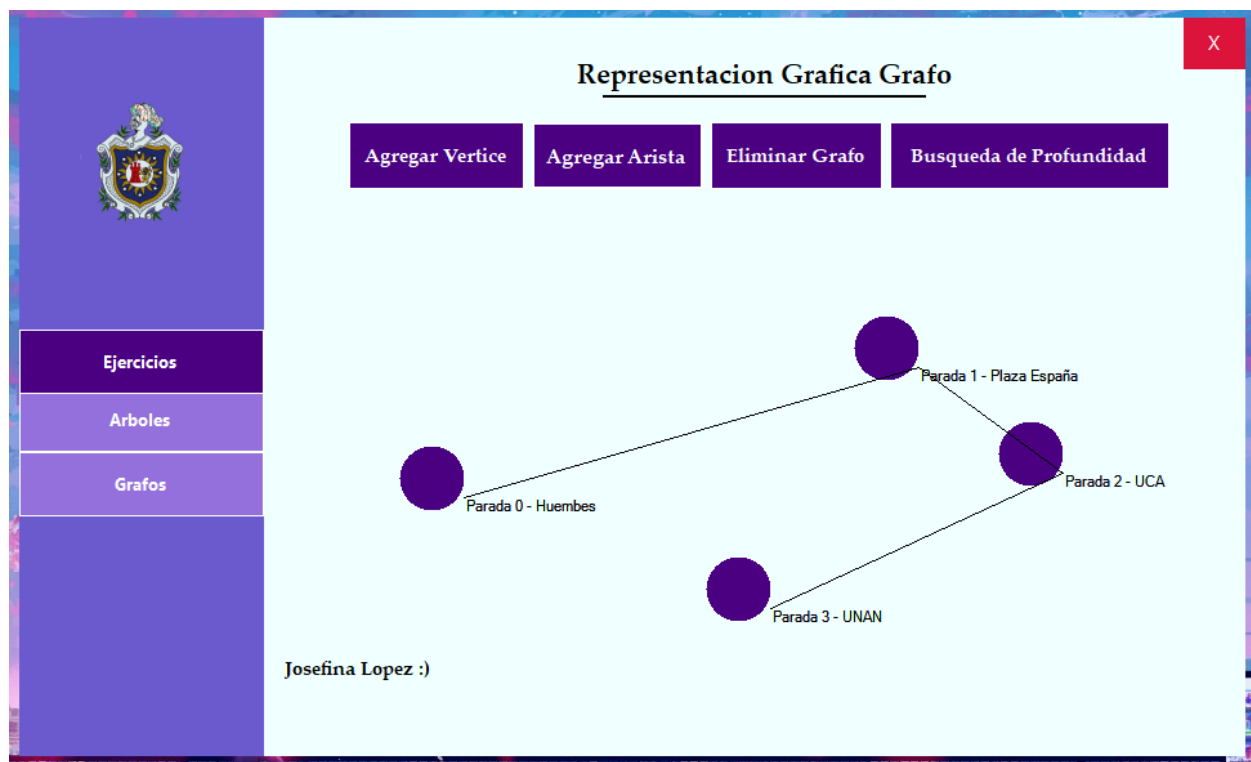 X
Representacion Grafica Grafo
Agregar Vertice
Agregar Arista
Eliminar Grafo
Busqueda de Profundidad
Ejercicios
Arboles
Grafos
Parada 1 - Plaza España
Parada 2 - UCA
Parada 0 - Huembes
Parada 3 - UNAN
Josefina Lopez :)